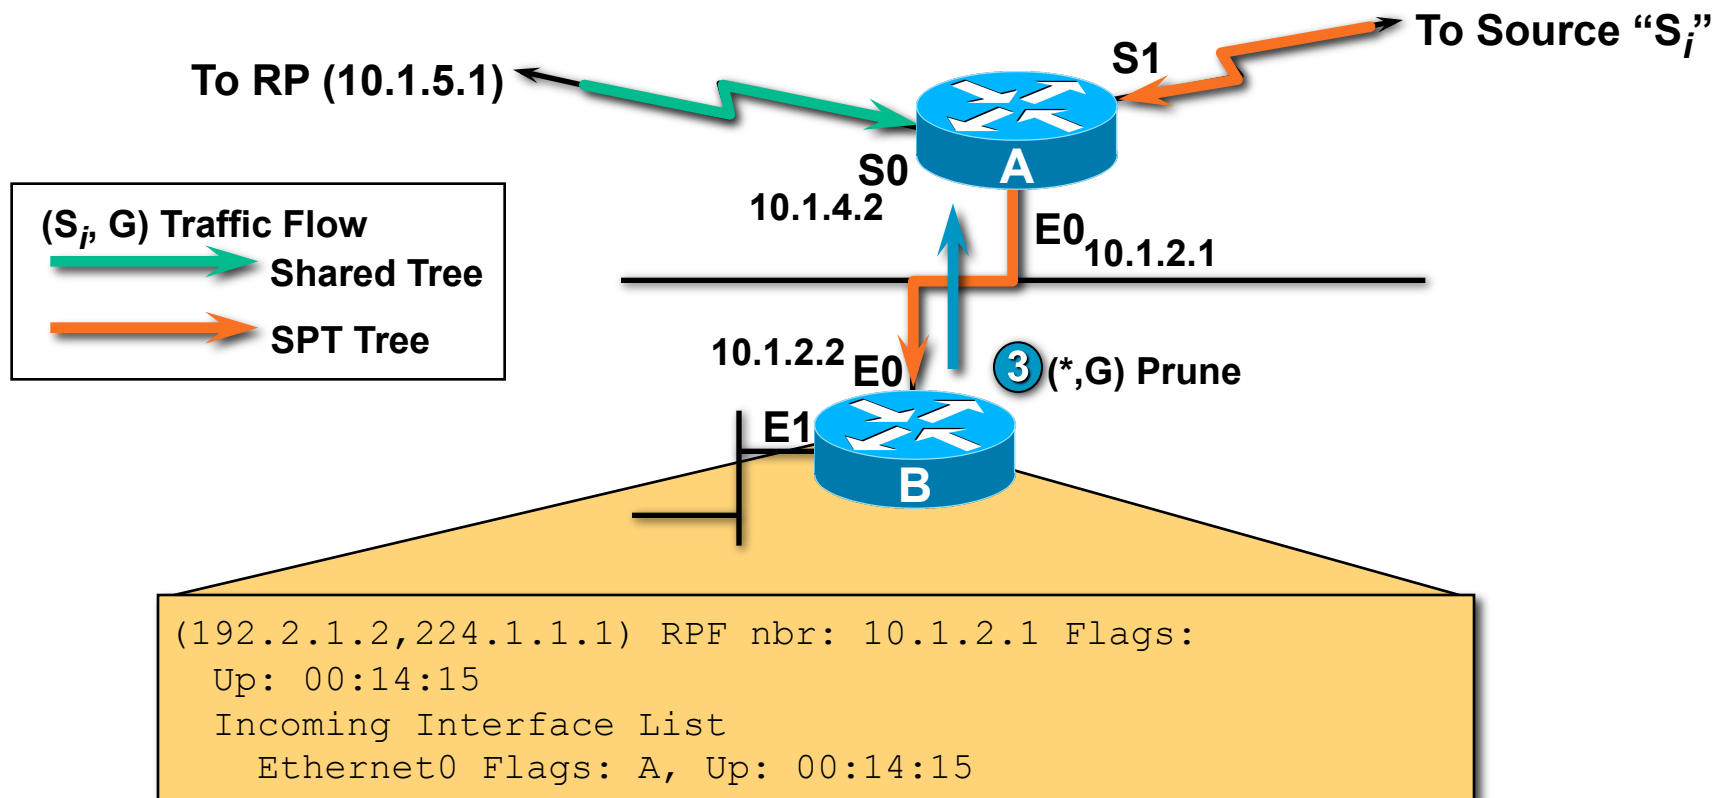 To Source “Si”
S1
To RP (10.1.5.1)
A
S0
10.1.4.2
E0
10.1.2.1
(Si, G) Traffic Flow
Shared Tree
SPT Tree
10.1.2.2
E0
3 (*,G) Prune
E1
B
(192.2.1.2,224.1.1.1) RPF nbr: 10.1.2.1 Flags:
Up: 00:14:15
Incoming Interface List
Ethernet0 Flags: A, Up: 00:14:15